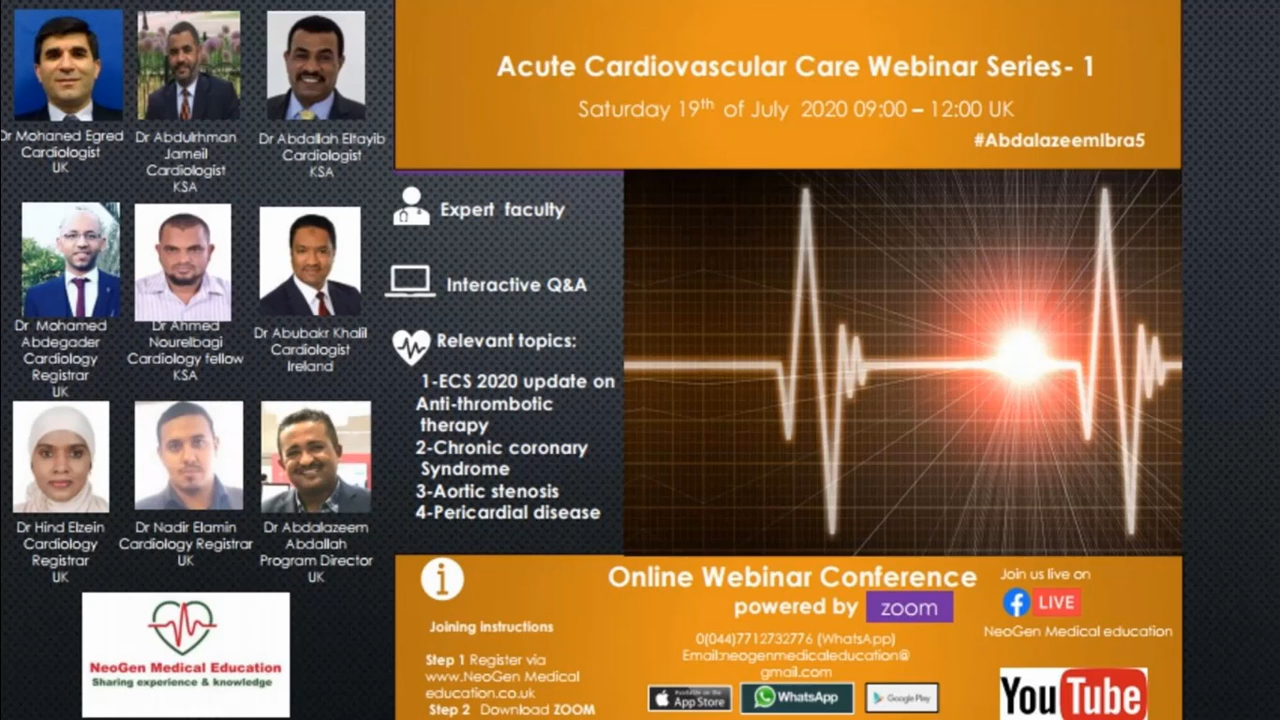 Dr Mohaned Egred
Cardiologist
UK
Dr Abdulrhman
Jameil
Cardiologist
KSA
Dr Abdallah Eltayib
Cardiologist
KSA
Dr Mohamed
Abdegader
Cardiology
Registrar
UK
Dr Ahmed
Nourelbagi
Cardiology fellow
KSA
Dr Abubakr Khalil
Cardiologist
Ireland
Dr Hind Elzein
Cardiology
Registrar
UK
Dr Nadir Elamin
Cardiology Registrar
UK
Dr Abdalazeem
Abdallah
Program Director
UK
NeoGen Medical Education
Sharing experience & knowledge
Acute Cardiovascular Care Webinar Series- 1
Saturday 19th of July 2020 09:00 – 12:00 UK
#AbdalazeemIbra5
Expert faculty
Interactive Q&A
Relevant topics:
1-ECS 2020 update on
Anti-thrombotic
therapy
2-Chronic coronary
Syndrome
3-Aortic stenosis
4-Pericardial disease
i
Joining instructions
Step 1 Register via
www.NeoGen Medical
education.co.uk
Step 2 Download ZOOM
Online Webinar Conference
powered by zoom
0(044)7712732776 (WhatsApp)
Email:neogenmedicaleducation@
gmail.com
Available on the
App Store
WhatsApp
Google Play
Join us live on
f LIVE
NeoGen Medical education
YouTube